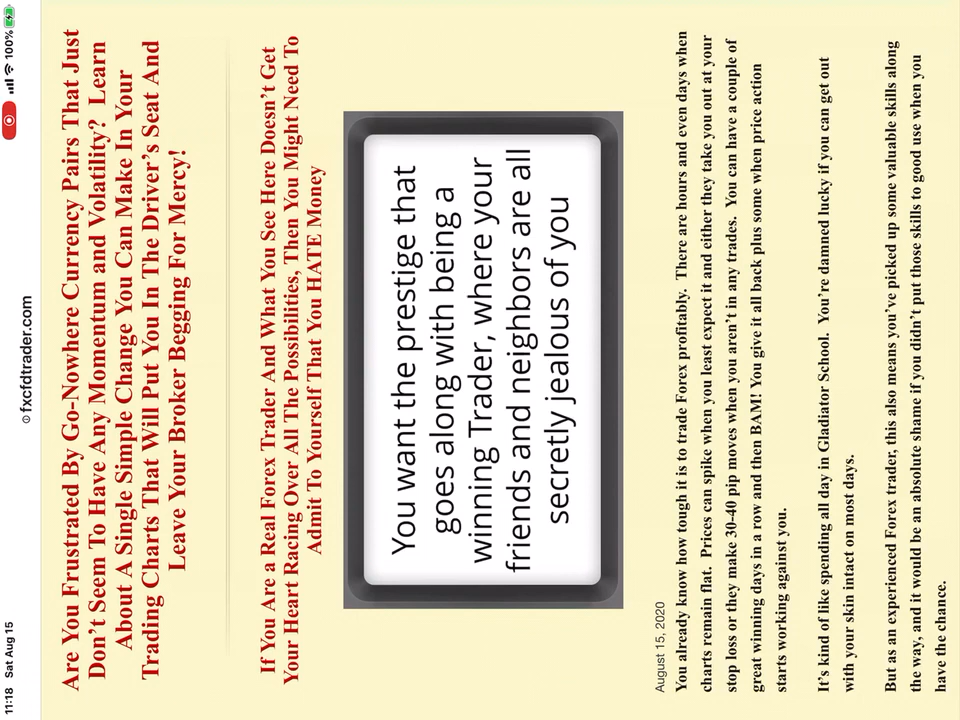 11:18 Sat Aug 15
fxcfdtrader.com
100%
Are You Frustrated By Go-Nowhere Currency Pairs That Just
Don't Seem To Have Any Momentum and Volatility? Learn
About A Single Simple Change You Can Make In Your
Trading Charts That Will Put You In The Driver's Seat And
Leave Your Broker Begging For Mercy!
If You Are a Real Forex Trader And What You See Here Doesn't Get
Your Heart Racing Over All The Possibilities, Then You Might Need To
Admit To Yourself That You HATE Money
You want the prestige that
goes along with being a
winning Trader, where your
friends and neighbors are all
secretly jealous of you
August 15, 2020
You already know how tough it is to trade Forex profitably. There are hours and even days when
charts remain flat. Prices can spike when you least expect it and either they take you out at your
stop loss or they make 30-40 pip moves when you aren't in any trades. You can have a couple of
great winning days in a row and then BAM! You give it all back plus some when price action
starts working against you.
It's kind of like spending all day in Gladiator School. You're damned lucky if you can get out
with your skin intact on most days.
But as an experienced Forex trader, this also means you've picked up some valuable skills along
the way, and it would be an absolute shame if you didn't put those skills to good use when you
have the chance.